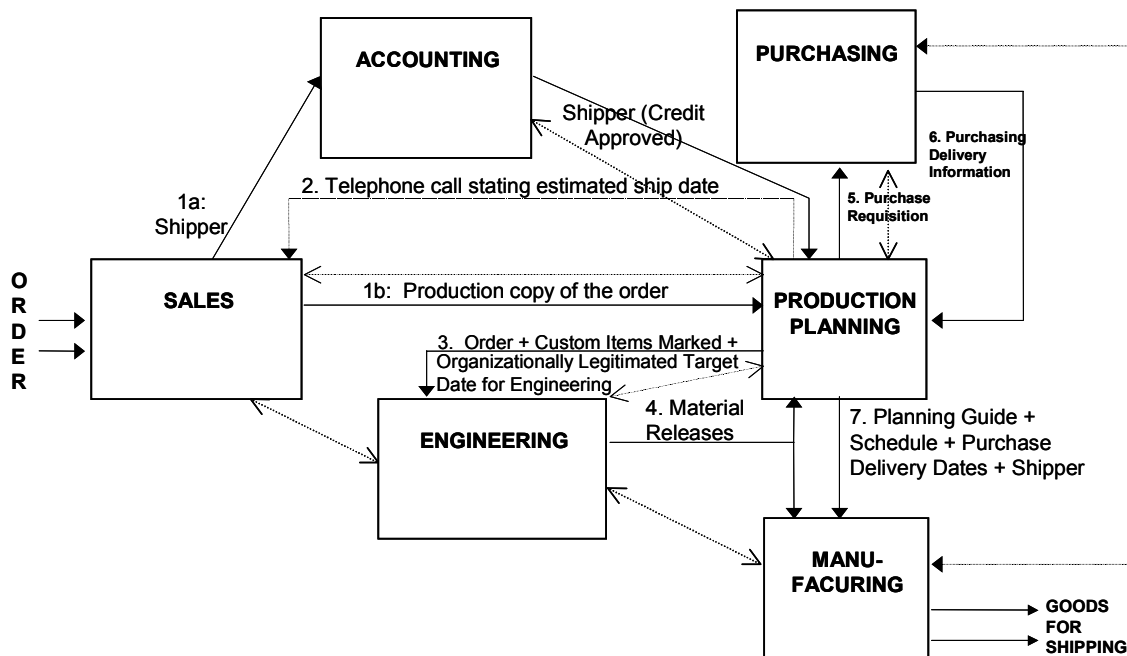 ACCOUNTING
PURCHASING
Shipper (Credit
Approved)
6. Purchasing
Delivery
Information
2. Telephone call stating estimated ship date
1a:
Shipper
5. Purchase
Requisition
O
R
D
E
R
SALES
1b: Production copy of the order
PRODUCTION
PLANNING
3. Order + Custom Items Marked +
Organizationally Legitimated Target
Date for Engineering
ENGINEERING
4. Material
Releases
7. Planning Guide +
Schedule + Purchase
Delivery Dates + Shipper
MANU-
FACURING
GOODS
FOR
SHIPPING